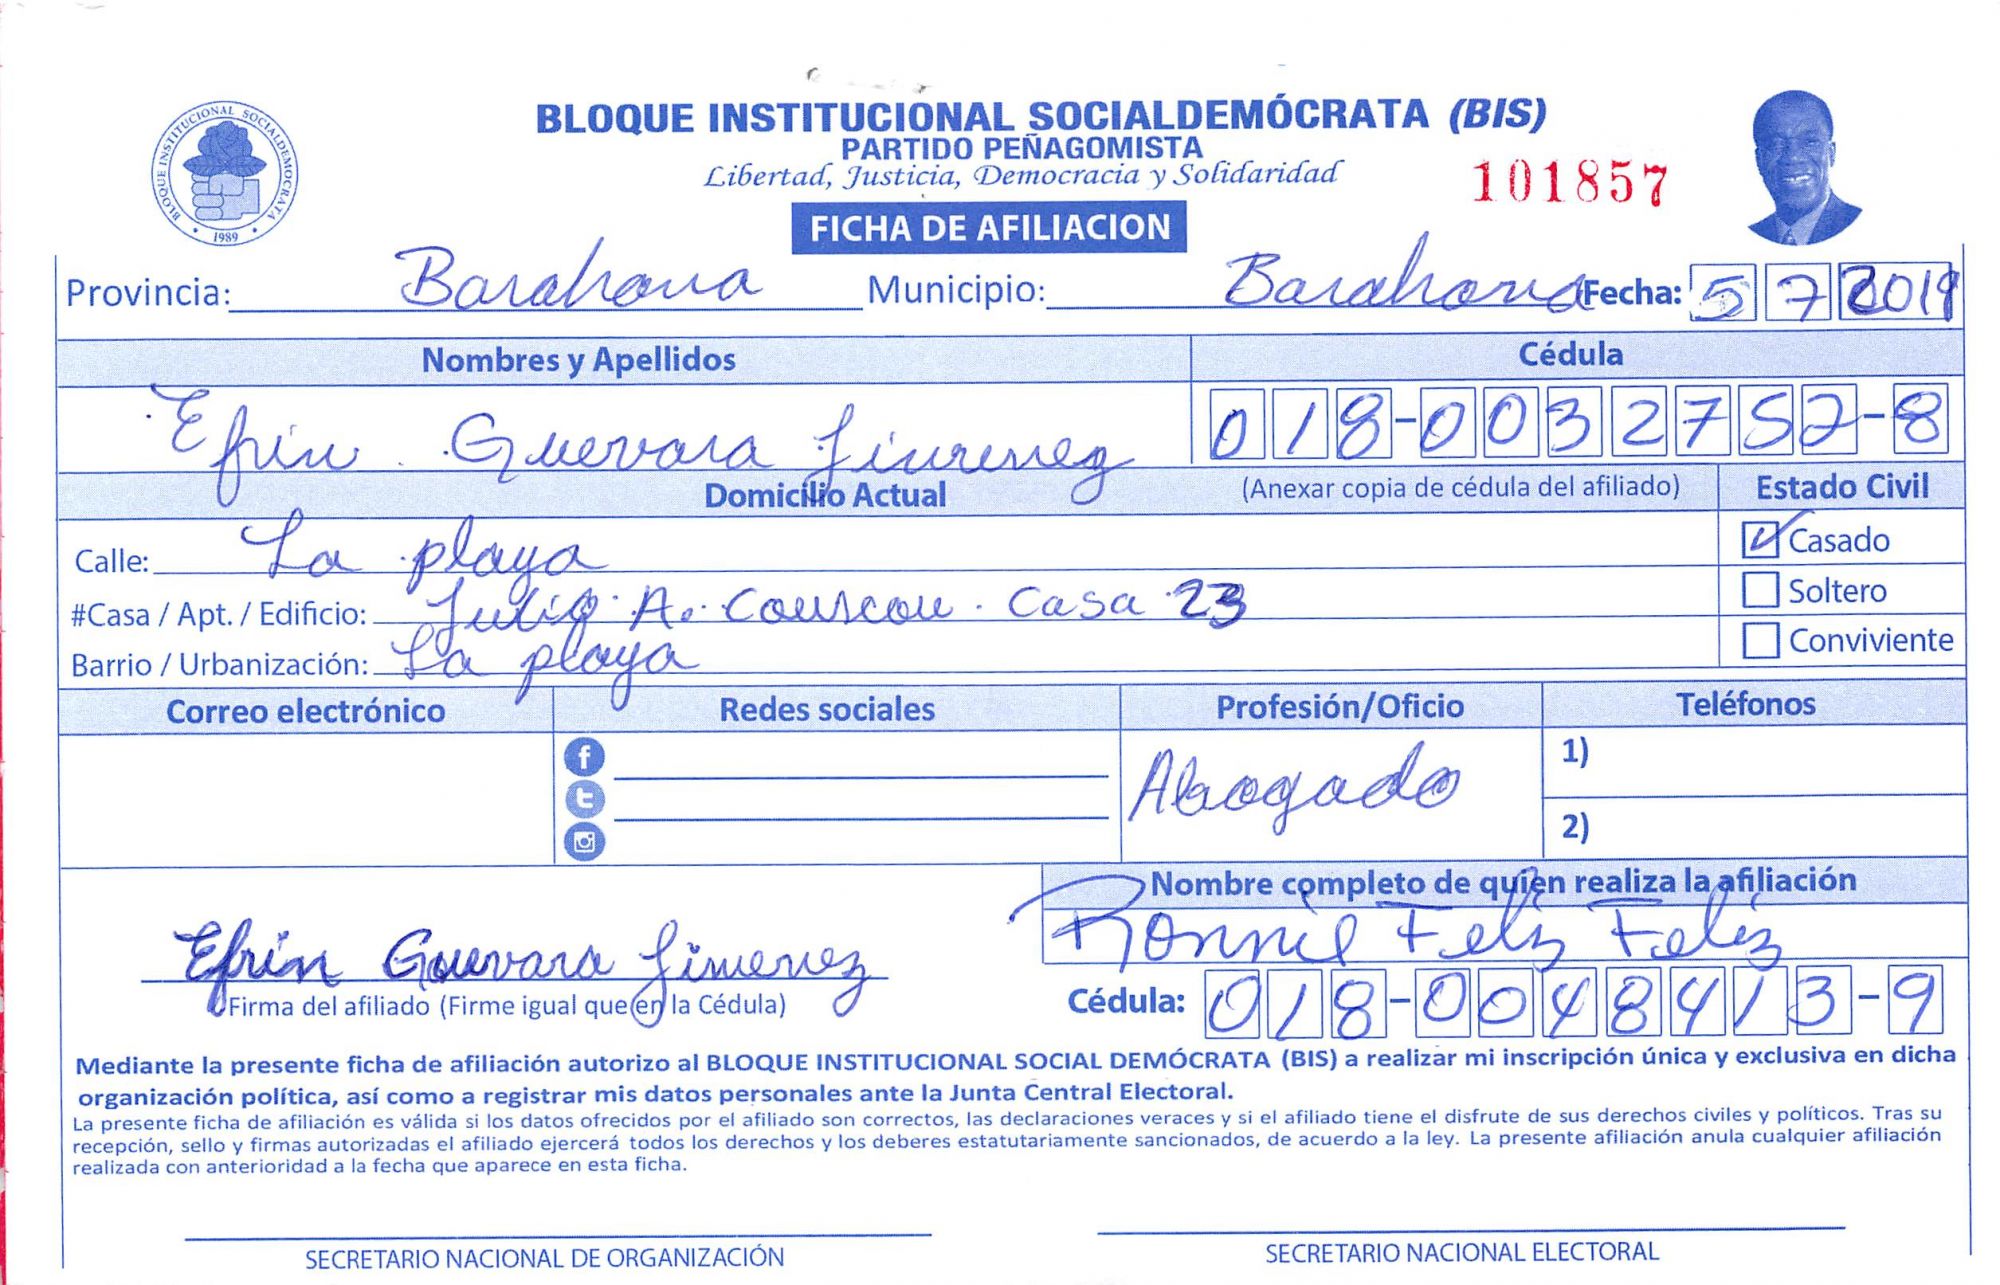 BLOQUE INSTITUCIONAL SOCIALDEMÓCRATA (BIS)
PARTIDO PEÑAGOMISTA
Libertad, Justicia, Democracia y Solidaridad
101857
BLOQUE INSTITUCIONAL SOCIALDEMOCRATA
1989
FICHA DE AFILIACION
Provincia: Barahona Municipio: Barahona Fecha: 5 7 2019
Nombres y Apellidos Cédula
Efrin Guevara Jimenez 018-0032752-8
Domicilio Actual (Anexar copia de cédula del afiliado) Estado Civil
Calle: La playa Casado
#Casa / Apt. / Edificio: Julio A. Couscou. Casa 23 Soltero
Barrio / Urbanización: La playa Conviviente
Correo electrónico Redes sociales Profesión/Oficio Teléfonos
Abogado 1)
2)
Nombre completo de quien realiza la afiliación
Ronnie Feliz Feliz
Efrin Guevara Jimenez
Firma del afiliado (Firme igual que en la Cédula) Cédula: 018-0048413-9
Mediante la presente ficha de afiliación autorizo al BLOQUE INSTITUCIONAL SOCIAL DEMÓCRATA (BIS) a realizar mi inscripción única y exclusiva en dicha
organización política, así como a registrar mis datos personales ante la Junta Central Electoral.
La presente ficha de afiliación es válida si los datos ofrecidos por el afiliado son correctos, las declaraciones veraces y si el afiliado tiene el disfrute de sus derechos civiles y políticos. Tras su
recepción, sello y firmas autorizadas el afiliado ejercerá todos los derechos y los deberes estatutariamente sancionados, de acuerdo a la ley. La presente afiliación anula cualquier afiliación
realizada con anterioridad a la fecha que aparece en esta ficha.
SECRETARIO NACIONAL DE ORGANIZACIÓN SECRETARIO NACIONAL ELECTORAL